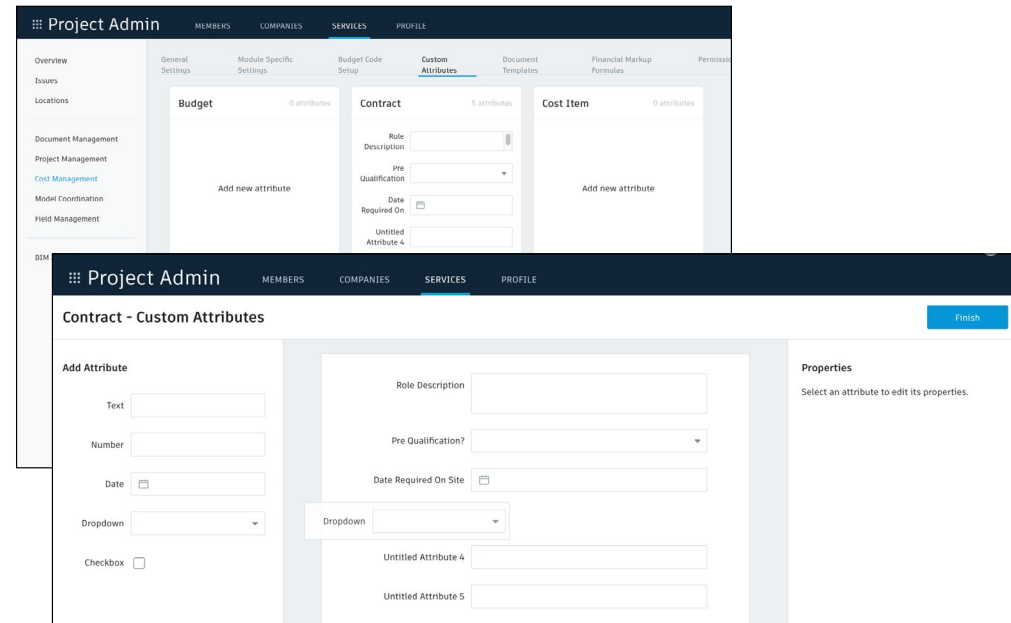 Project Admin
MEMBERS
COMPANIES
SERVICES
PROFILE
Overview
Issues
Locations
Document Management
Project Management
Cost Management
Model Coordination
Field Management
BIM
General
Settings
Module Specific
Settings
Budget Code
Setup
Custom
Attributes
Document
Templates
Financial Markup
Formulas
Permissio
Budget
0 attributes
Add new attribute
Contract
5 attributes
Role
Description
Pre
Qualification
Date
Required On
Untitled
Attribute 4
Cost Item
0 attributes
Add new attribute
Project Admin
MEMBERS
COMPANIES
SERVICES
PROFILE
Contract - Custom Attributes
Finish
Add Attribute
Text
Number
Date
Dropdown
Checkbox
Role Description
Pre Qualification?
Date Required On Site
Dropdown
Untitled Attribute 4
Untitled Attribute 5
Properties
Select an attribute to edit its properties.